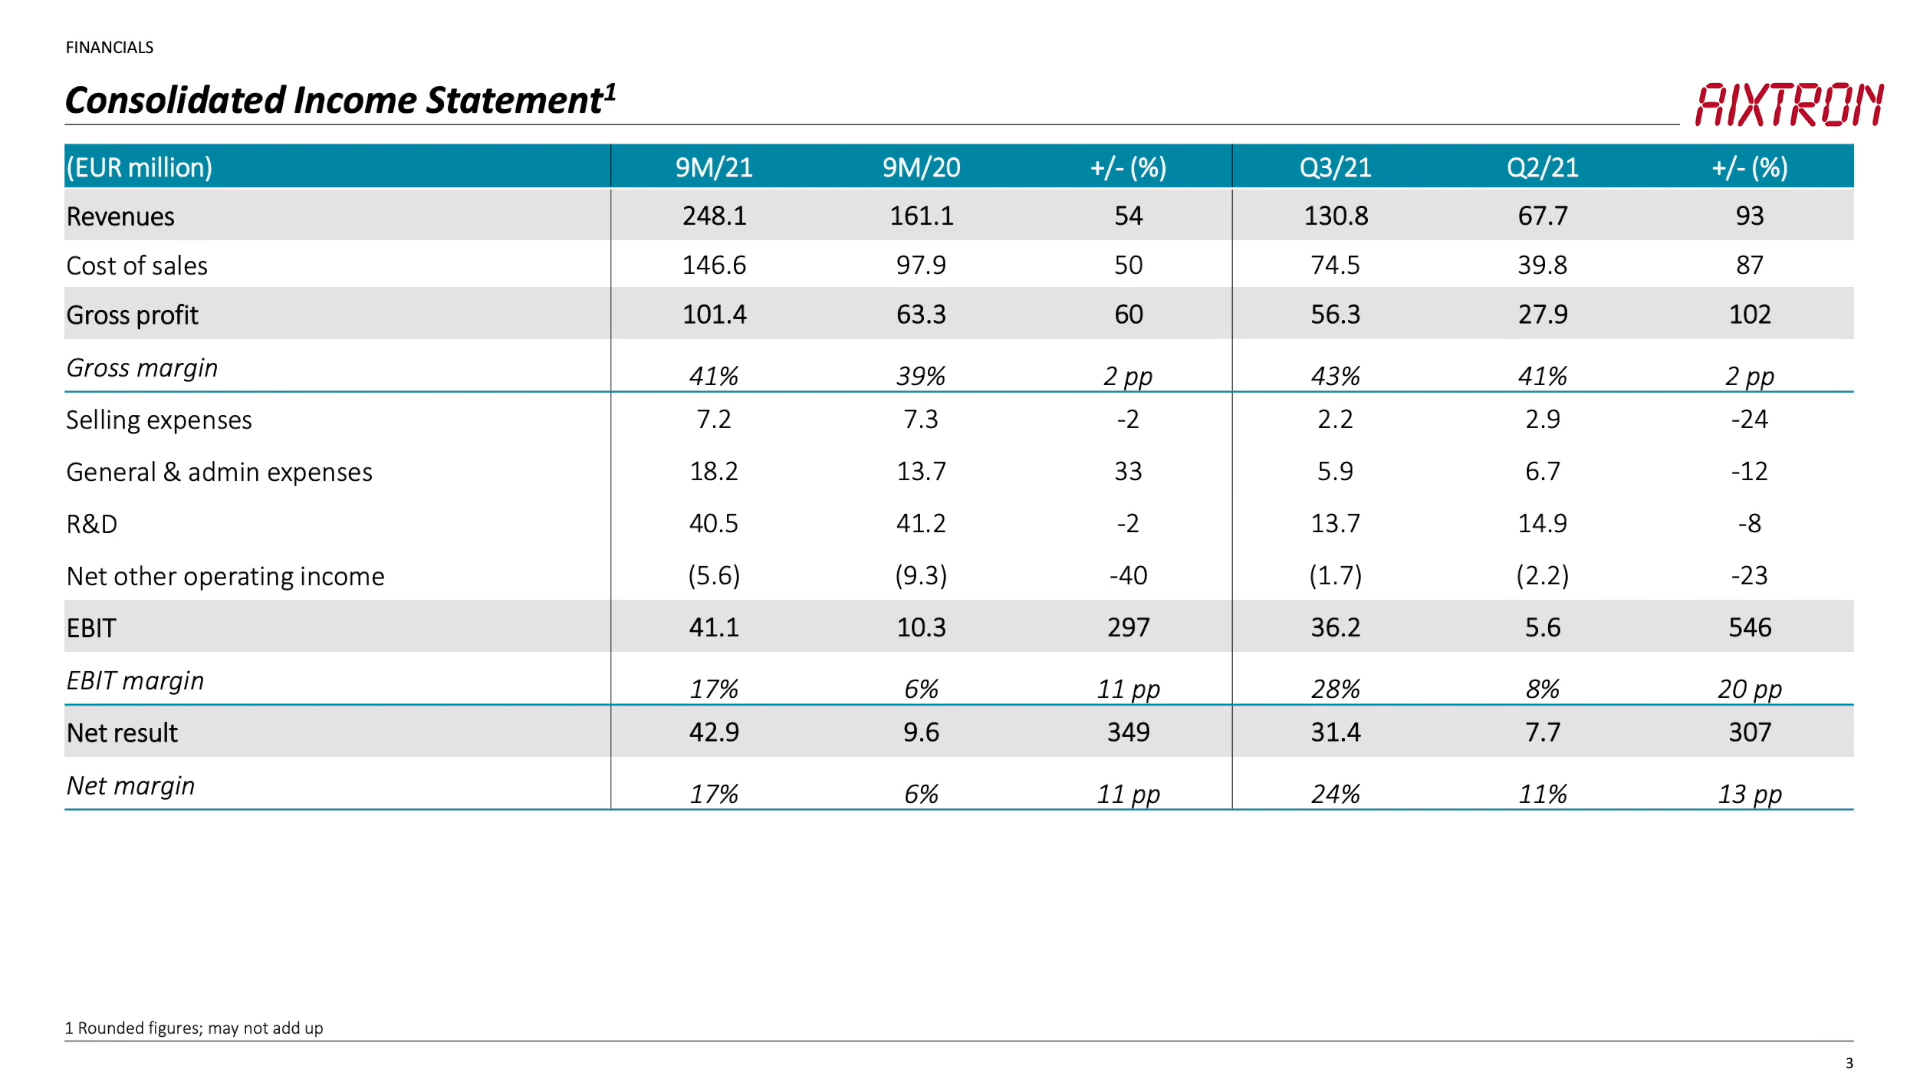 FINANCIALS
Consolidated Income Statement¹
AIXTRON
(EUR million) 9M/21 9M/20 +/- (%) Q3/21 Q2/21 +/- (%)
Revenues 248.1 161.1 54 130.8 67.7 93
Cost of sales 146.6 97.9 50 74.5 39.8 87
Gross profit 101.4 63.3 60 56.3 27.9 102
Gross margin 41% 39% 2 pp 43% 41% 2 pp
Selling expenses 7.2 7.3 -2 2.2 2.9 -24
General & admin expenses 18.2 13.7 33 5.9 6.7 -12
R&D 40.5 41.2 -2 13.7 14.9 -8
Net other operating income (5.6) (9.3) -40 (1.7) (2.2) -23
EBIT 41.1 10.3 297 36.2 5.6 546
EBIT margin 17% 6% 11 pp 28% 8% 20 pp
Net result 42.9 9.6 349 31.4 7.7 307
Net margin 17% 6% 11 pp 24% 11% 13 pp
1 Rounded figures; may not add up
3